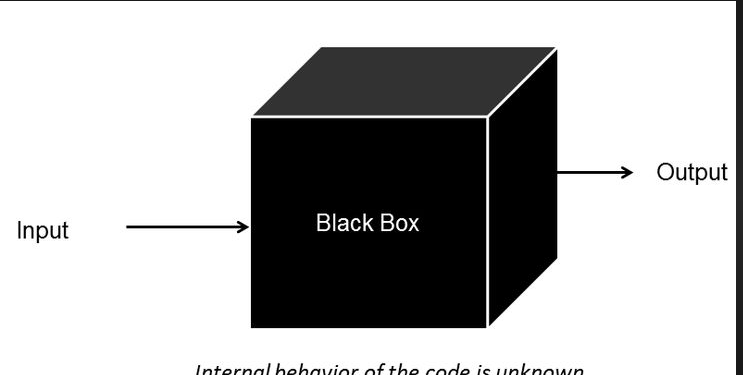 Output
Black Box
Input
Internal behavior of the code is unknown